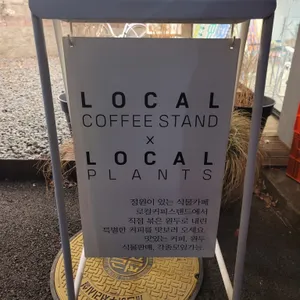 LOCAL
COFFEE STAND
×
LOCAL
PLANTS
정원이 있는 식물카페
로컬커피스탠드에서
직접 볶은 원두로 내린
특별한 커피를 맛보러 오세요.
맛있는 커피, 원두
식물판매, 각종모임가능